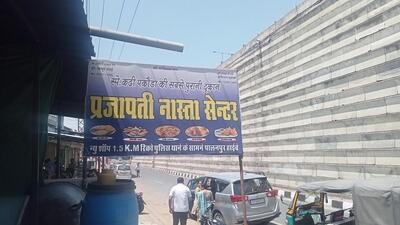 स्पे-कढी पकोडा की सबसे पुरानी दूकान
प्रजापती नास्ता सेन्टर
न्यु शॉप 1.5 K.M रिको पुलिस थाने के सामने पालनपुर हाईवे